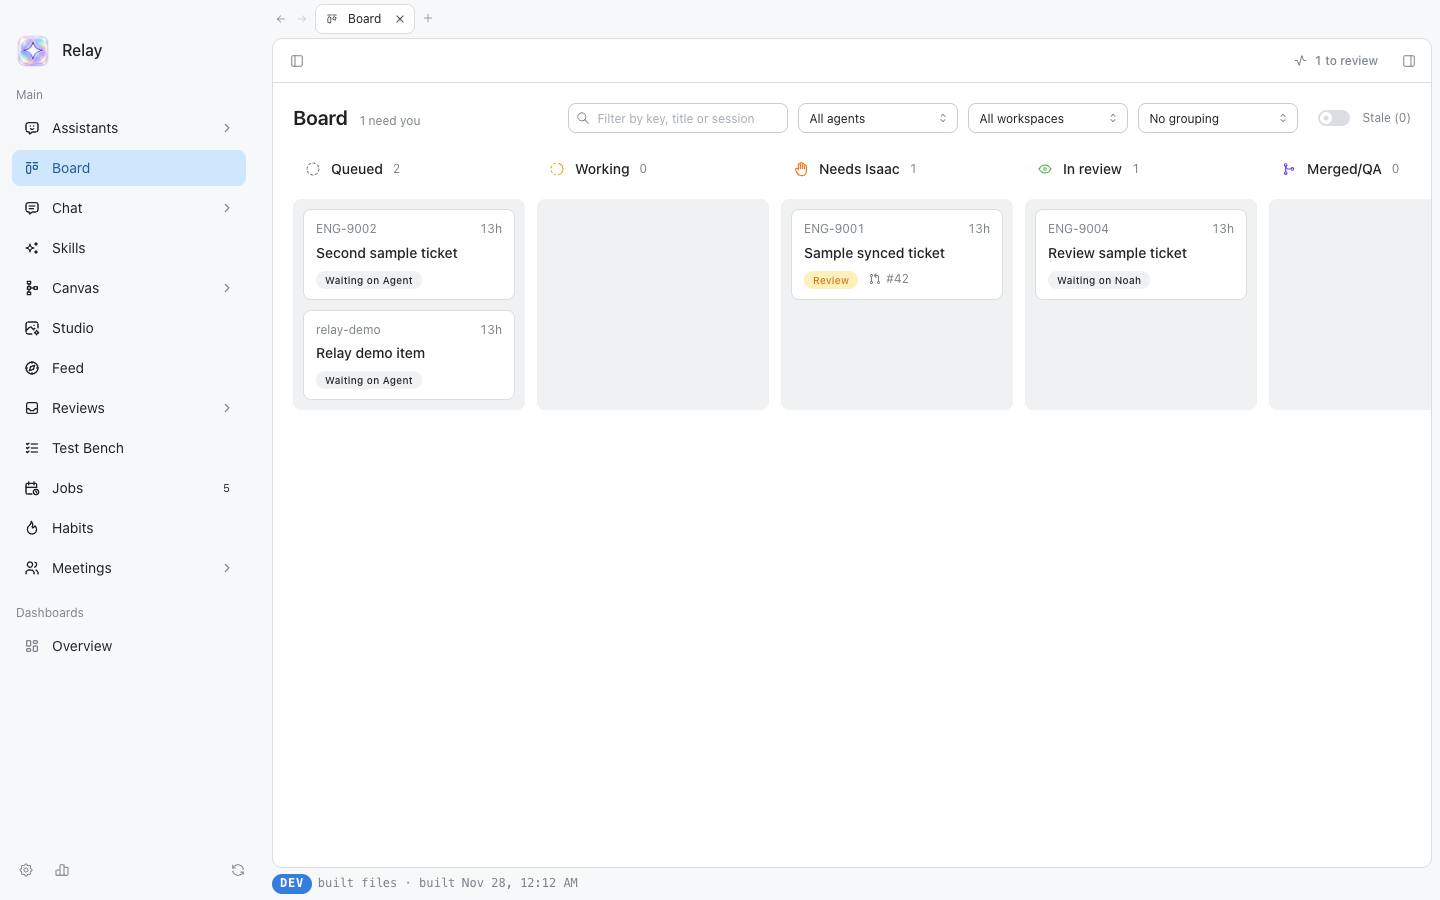 Board
Relay
1 to review
Main
Assistants
Board
Chat
Skills
Canvas
Studio
Feed
Reviews
Test Bench
Jobs 5
Habits
Meetings
Dashboards
Overview
Board 1 need you
Filter by key, title or session
All agents
All workspaces
No grouping
Stale (0)
Queued 2
ENG-9002 13h
Second sample ticket
Waiting on Agent
relay-demo 13h
Relay demo item
Waiting on Agent
Working 0
Needs Isaac 1
ENG-9001 13h
Sample synced ticket
Review #42
In review 1
ENG-9004 13h
Review sample ticket
Waiting on Noah
Merged/QA 0
DEV built files · built Nov 28, 12:12 AM